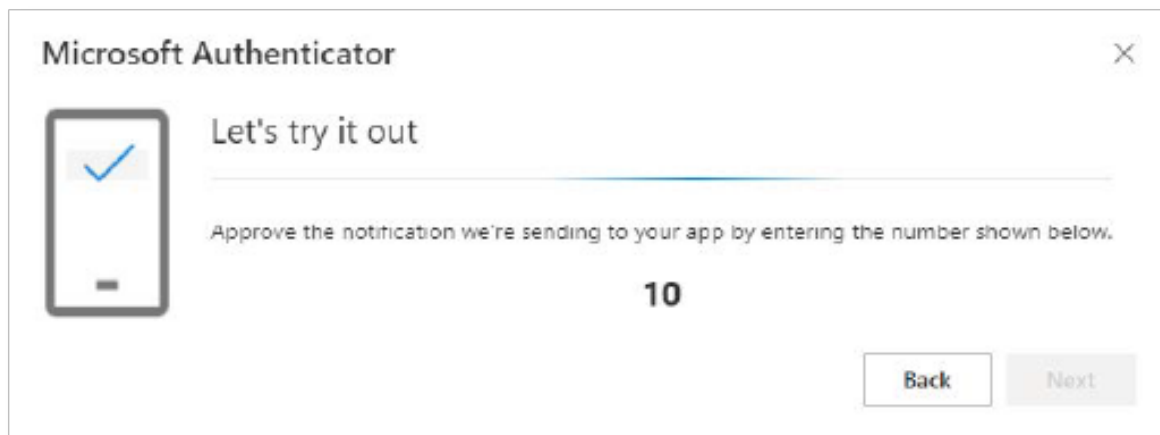 Microsoft Authenticator
Let's try it out
Approve the notification we're sending to your app by entering the number shown below.
10
Back
Next